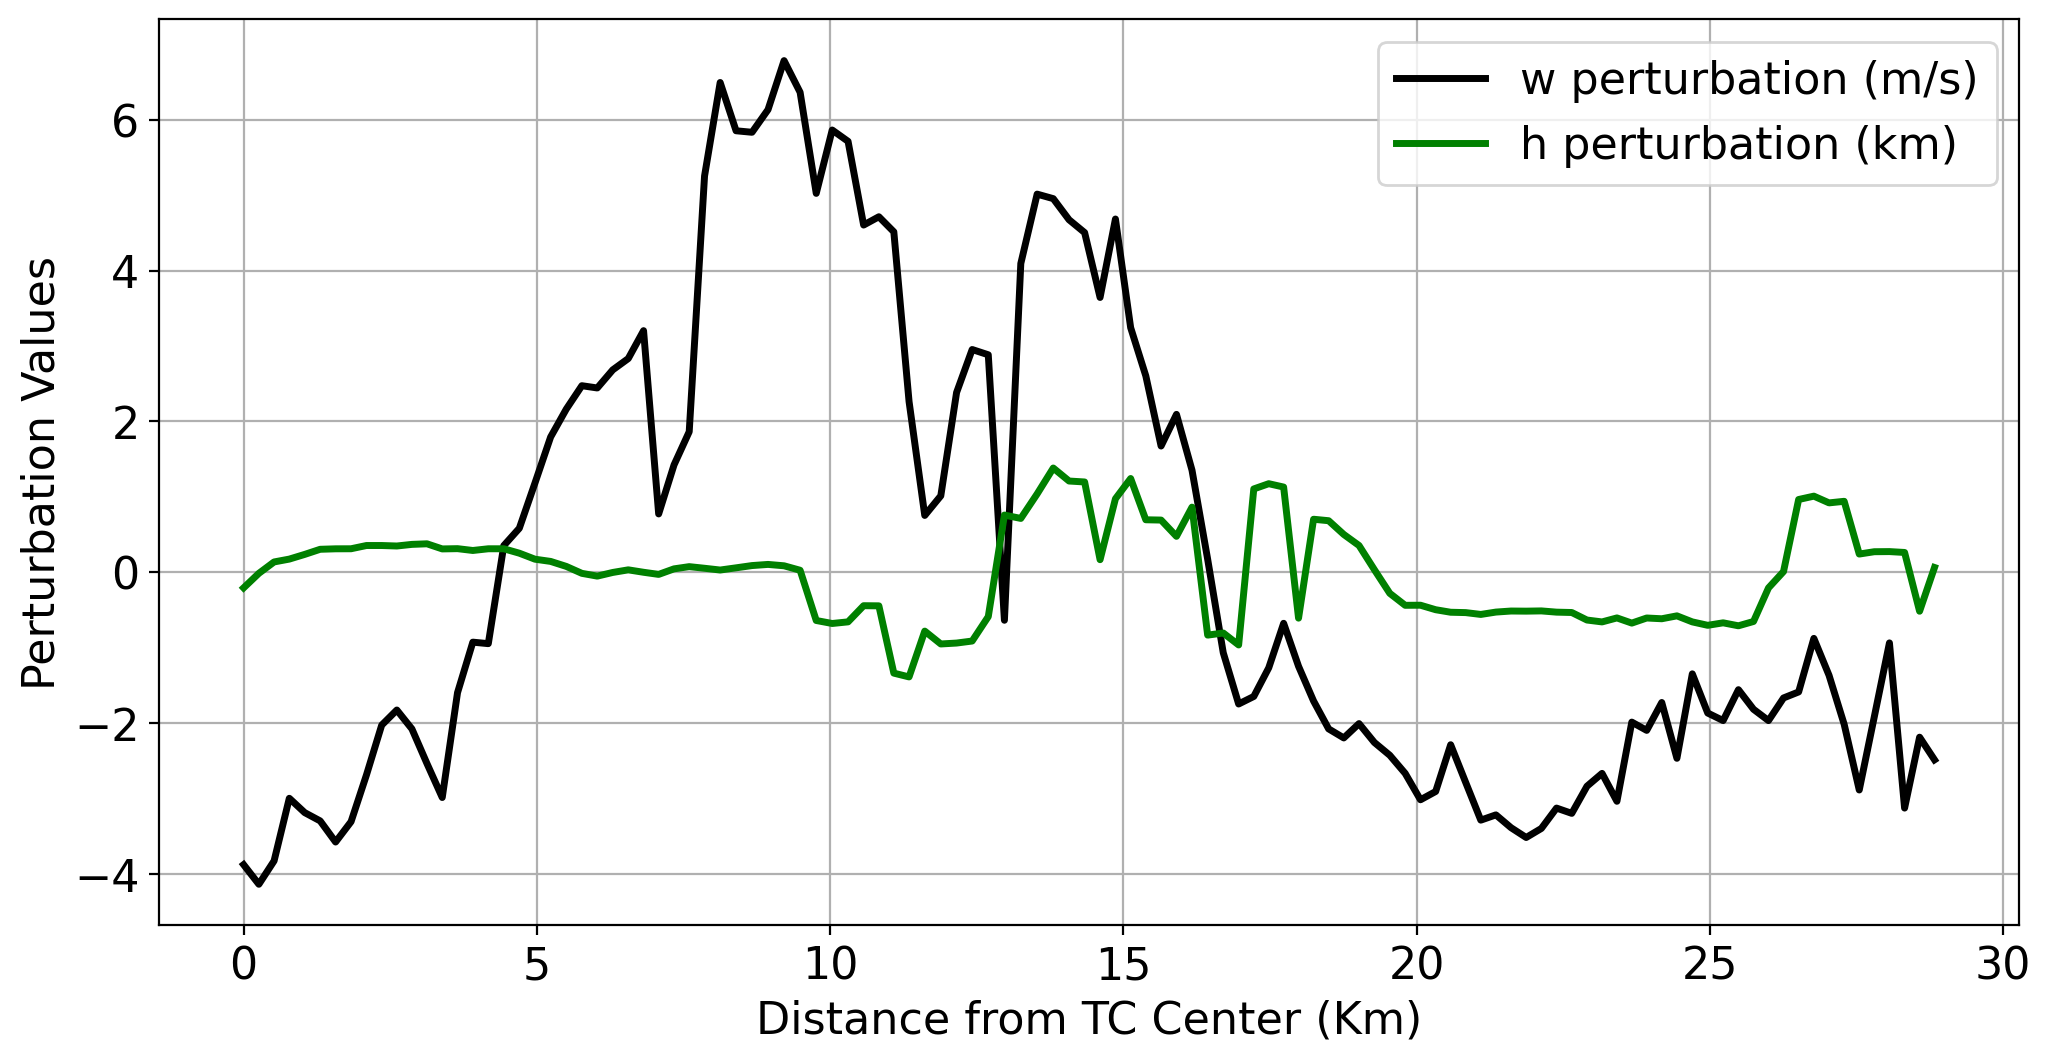 w perturbation (m/s)
h perturbation (km)
6
4
2
0
−2
−4
Perturbation Values
0 5 10 15 20 25 30
Distance from TC Center (Km)